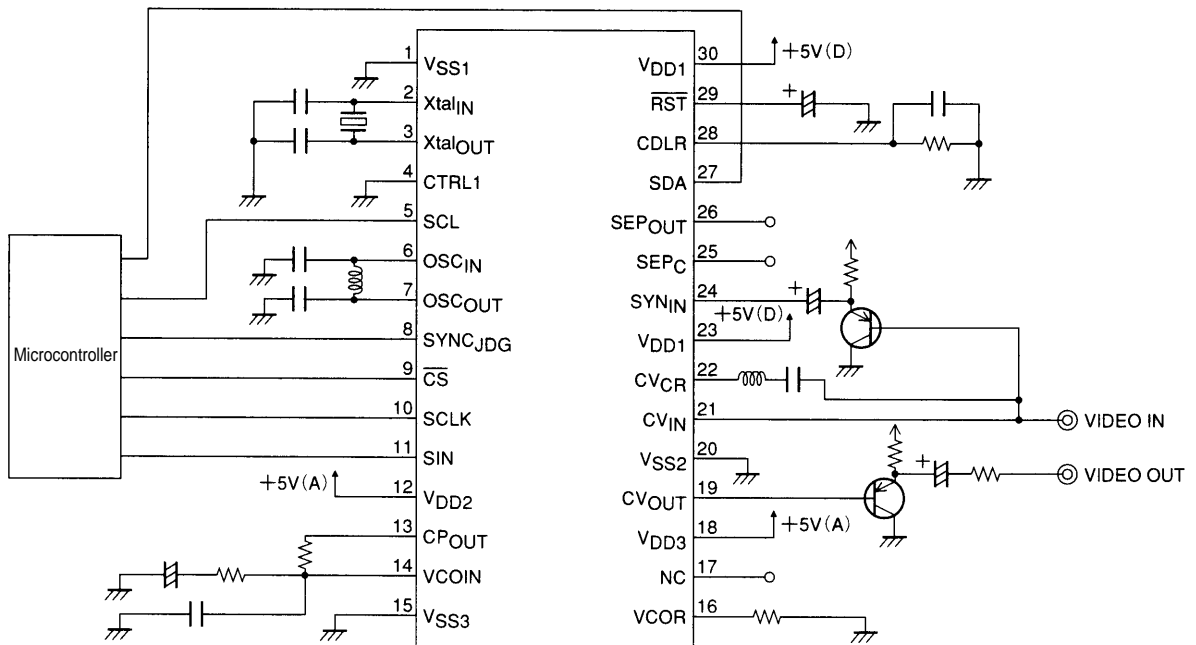 Microcontroller
1 VSS1
2 XtalIN
3 XtalOUT
4 CTRL1
5 SCL
6 OSCIN
7 OSCOUT
8 SYNCJDG
9 CS
10 SCLK
11 SIN
+5V(A)
12 VDD2
13 CPOUT
14 VCOIN
15 VSS3
VDD1 30 +5V(D)
RST 29 +
CDLR 28
SDA 27
SEPOUT 26
SEPC 25
SYNIN 24 +
+5V(D)
VDD1 23
CVCR 22
CVIN 21 VIDEO IN
VSS2 20
+ VIDEO OUT
CVOUT 19
VDD3 18 +5V(A)
NC 17
VCOR 16